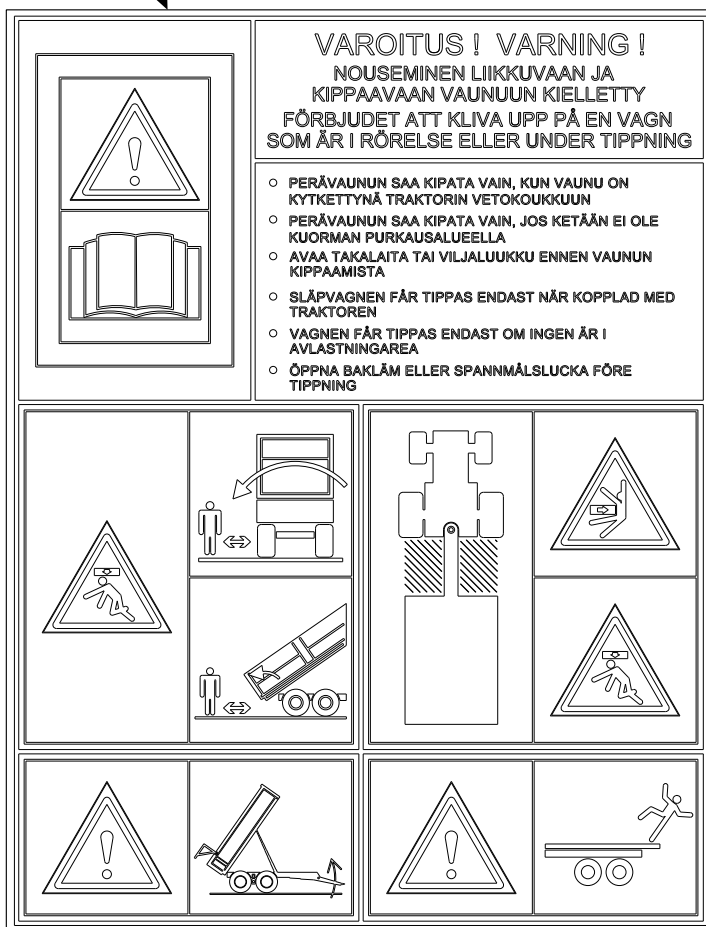 VAROITUS ! VARNING !
NOUSEMINEN LIIKKUVAAN JA
KIPPAAVAAN VAUNUUN KIELLETTY
FÖRBJUDET ATT KLIVA UPP PÅ EN VAGN
SOM ÄR I RÖRELSE ELLER UNDER TIPPNING
○ PERÄVAUNUN SAA KIPATA VAIN, KUN VAUNU ON
KYTKETTYNÄ TRAKTORIN VETOKOUKKUUN
○ PERÄVAUNUN SAA KIPATA VAIN, JOS KETÄÄN EI OLE
KUORMAN PURKAUSALUEELLA
○ AVAA TAKALAITA TAI VILJALUUKKU ENNEN VAUNUN
KIPPAAMISTA
○ SLÄPVAGNEN FÅR TIPPAS ENDAST NÄR KOPPLAD MED
TRAKTOREN
○ VAGNEN FÅR TIPPAS ENDAST OM INGEN ÄR I
AVLASTNINGAREA
○ ÖPPNA BAKLÄM ELLER SPANNMÅLSLUCKA FÖRE
TIPPNING